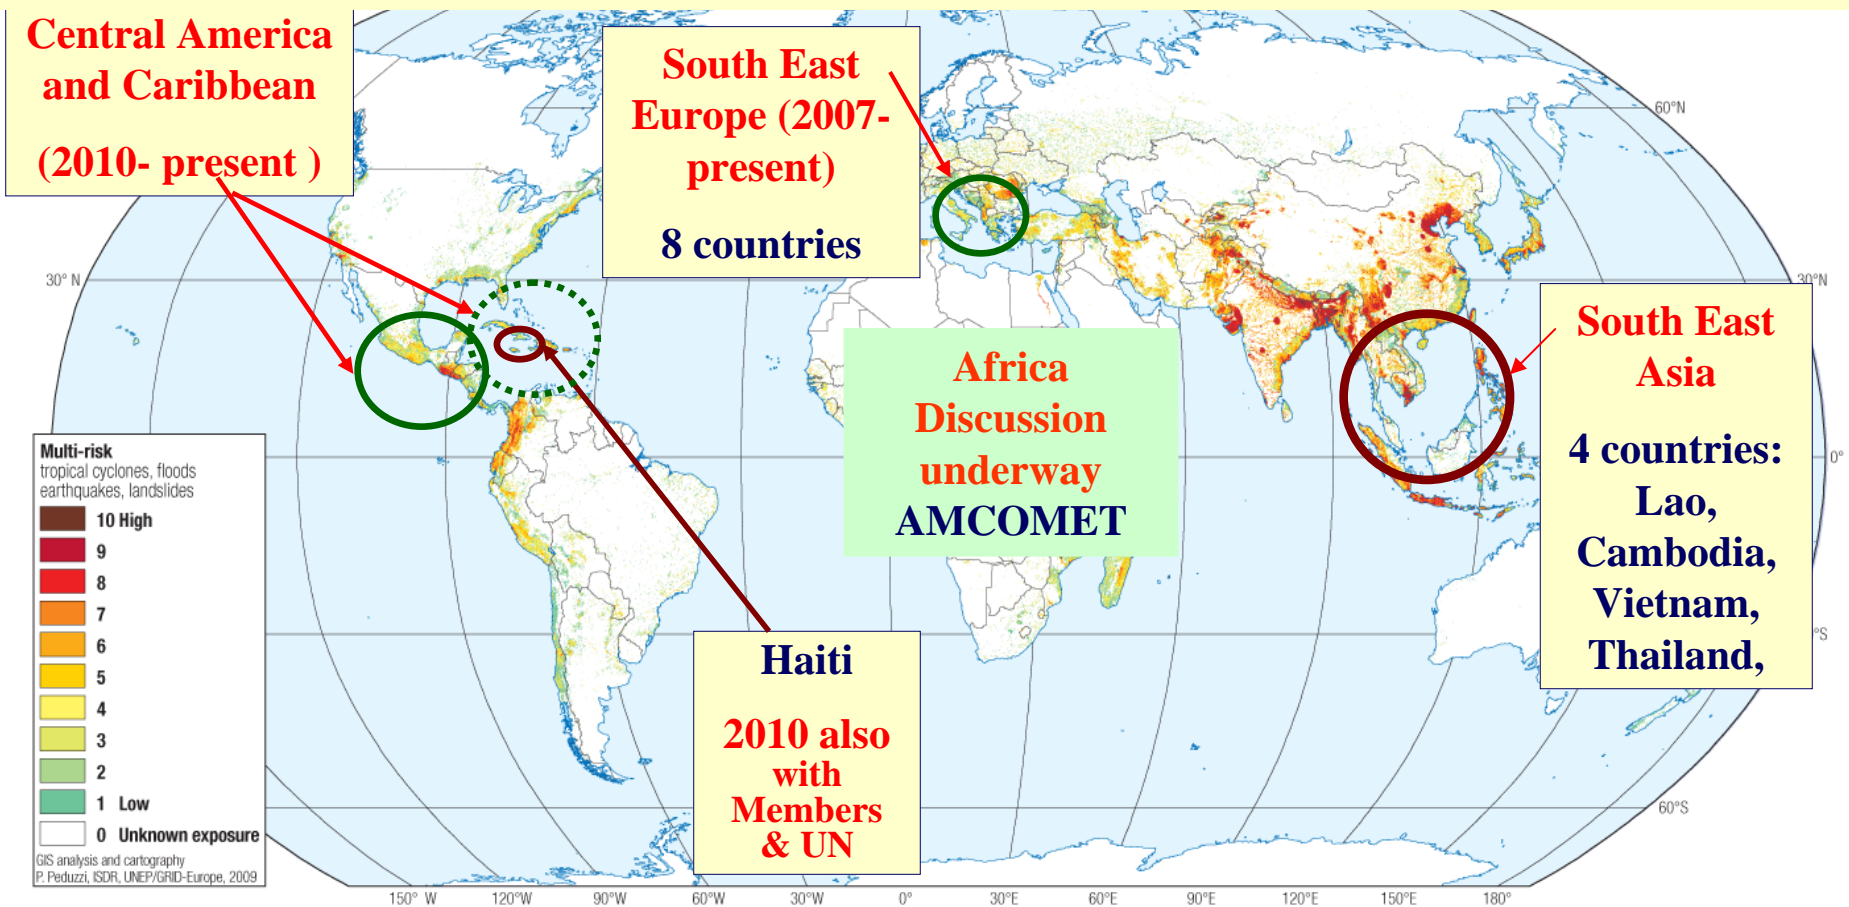 Central America
and Caribbean
(2010- present )
South East
Europe (2007-
present)
8 countries
60°N
30° N
30°N
Africa
Discussion
underway
AMCOMET
South East
Asia
4 countries:
Lao,
Cambodia,
Vietnam,
Thailand,
0°
°S
60°S
Haiti
2010 also
with
Members
& UN
Multi-risk
tropical cyclones, floods
earthquakes, landslides
10 High
9
8
7
6
5
4
3
2
1 Low
0 Unknown exposure
GIS analysis and cartography
P. Peduzzi, ISDR, UNEP/GRID-Europe, 2009
150° W
120°W
90°W
60°W
30°W
0°
30°E
60°E
90°E
120°E
150°E
180°